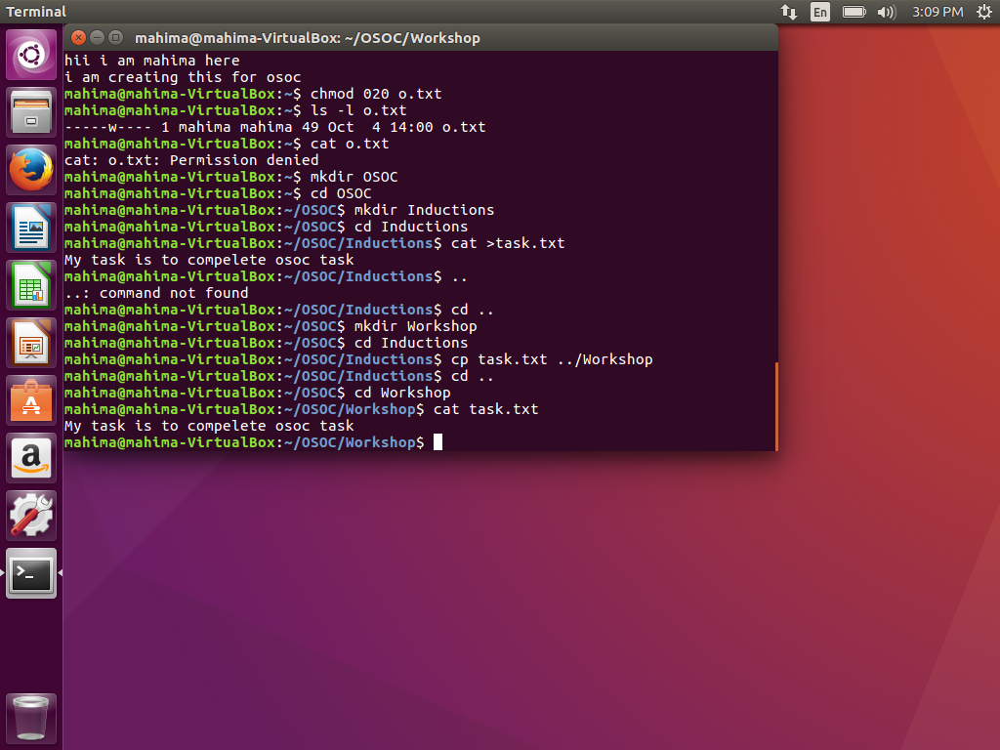 Terminal
En
3:09 PM
mahima@mahima-VirtualBox: ~/OSOC/Workshop
hii i am mahima here
i am creating this for osoc
mahima@mahima-VirtualBox:~$ chmod 020 o.txt
mahima@mahima-VirtualBox:~$ ls -l o.txt
-----w---- 1 mahima mahima 49 Oct  4 14:00 o.txt
mahima@mahima-VirtualBox:~$ cat o.txt
cat: o.txt: Permission denied
mahima@mahima-VirtualBox:~$ mkdir OSOC
mahima@mahima-VirtualBox:~$ cd OSOC
mahima@mahima-VirtualBox:~/OSOC$ mkdir Inductions
mahima@mahima-VirtualBox:~/OSOC$ cd Inductions
mahima@mahima-VirtualBox:~/OSOC/Inductions$ cat >task.txt
My task is to compelete osoc task
mahima@mahima-VirtualBox:~/OSOC/Inductions$ ..
..: command not found
mahima@mahima-VirtualBox:~/OSOC/Inductions$ cd ..
mahima@mahima-VirtualBox:~/OSOC$ mkdir Workshop
mahima@mahima-VirtualBox:~/OSOC$ cd Inductions
mahima@mahima-VirtualBox:~/OSOC/Inductions$ cp task.txt ../Workshop
mahima@mahima-VirtualBox:~/OSOC/Inductions$ cd ..
mahima@mahima-VirtualBox:~/OSOC$ cd Workshop
mahima@mahima-VirtualBox:~/OSOC/Workshop$ cat task.txt
My task is to compelete osoc task
mahima@mahima-VirtualBox:~/OSOC/Workshop$